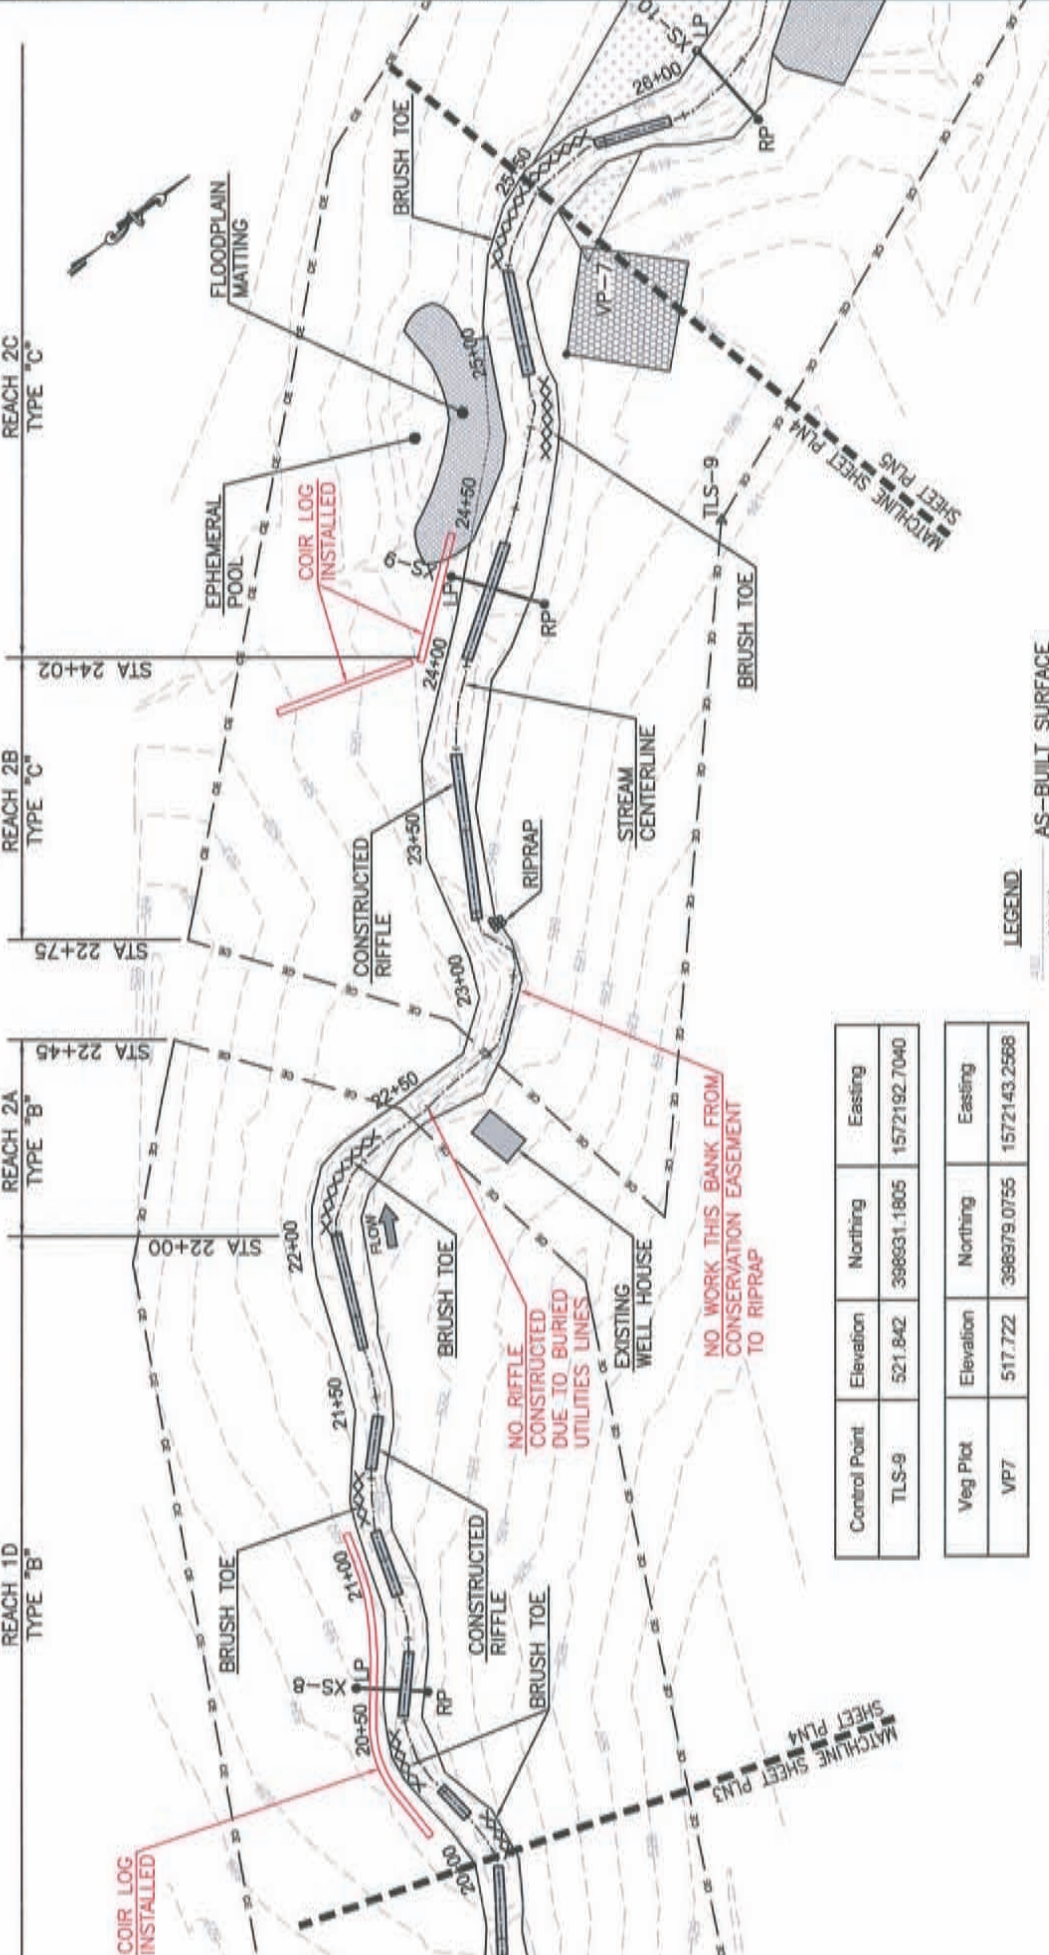 REACH 1D
TYPE "B"
REACH 2A
TYPE "B"
REACH 2B
TYPE "C"
REACH 2C
TYPE "C"
STA 22+00
STA 22+45
STA 22+75
STA 24+02
COIR LOG
INSTALLED
BRUSH TOE
XS-8
LP
RP
20+00
20+50
21+00
21+50
22+00
22+50
23+00
23+50
24+00
24+50
25+00
25+50
26+00
CONSTRUCTED
RIFFLE
BRUSH TOE
BRUSH TOE
FLOW
NO RIFFLE
CONSTRUCTED
DUE TO BURIED
UTILITIES LINES
EXISTING
WELL HOUSE
NO WORK THIS BANK FROM
CONSERVATION EASEMENT
TO RIPRAP
CONSTRUCTED
RIFFLE
RIPRAP
STREAM
CENTERLINE
EPHEMERAL
POOL
COIR LOG
INSTALLED
XS-9
LP
RP
FLOODPLAIN
MATTING
BRUSH TOE
BRUSH TOE
TLS-9
VP-7
XS-10
LP
RP
MATCHLINE SHEET PLN3
SHEET PLN4
MATCHLINE SHEET PLN4
SHEET PLN5
Control Point Elevation Northing Easting
TLS-9 521.842 398931.1805 1572192.7040
Veg Plot Elevation Northing Easting
VP7 517.722 398979.0755 1572143.2568
LEGEND
AS-BUILT SURFACE